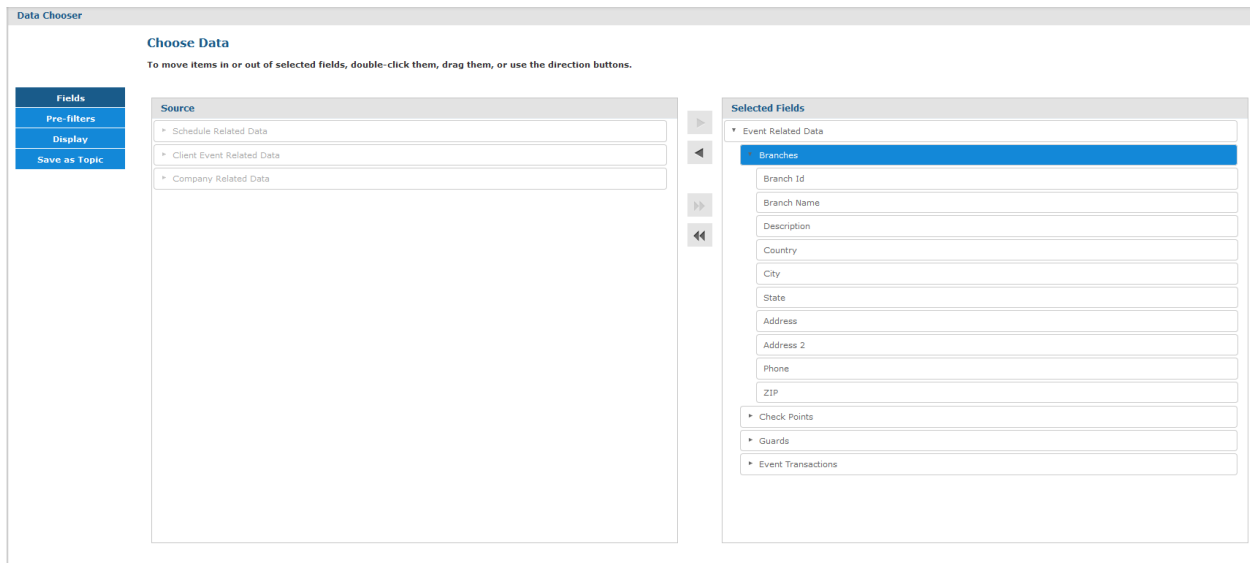 Data Chooser
Choose Data
To move items in or out of selected fields, double-click them, drag them, or use the direction buttons.
Fields
Pre-filters
Display
Save as Topic
Source
Schedule Related Data
Client Event Related Data
Company Related Data
Selected Fields
Event Related Data
Branches
Branch Id
Branch Name
Description
Country
City
State
Address
Address 2
Phone
ZIP
Check Points
Guards
Event Transactions